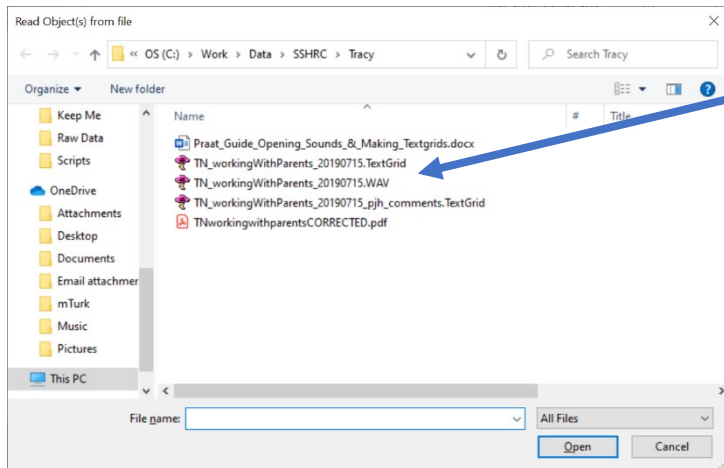 Read Object(s) from file
« OS (C:) > Work > Data > SSHRC > Tracy
Search Tracy
Organize
New folder
Keep Me
Raw Data
Scripts
OneDrive
Attachments
Desktop
Documents
Email attachmer
mTurk
Music
Pictures
This PC
Name # Title
Praat_Guide_Opening_Sounds_&_Making_Textgrids.docx
TN_workingWithParents_20190715.TextGrid
TN_workingWithParents_20190715.WAV
TN_workingWithParents_20190715_pjh_comments.TextGrid
TNworkingwithparentsCORRECTED.pdf
File name:
All Files
Open
Cancel